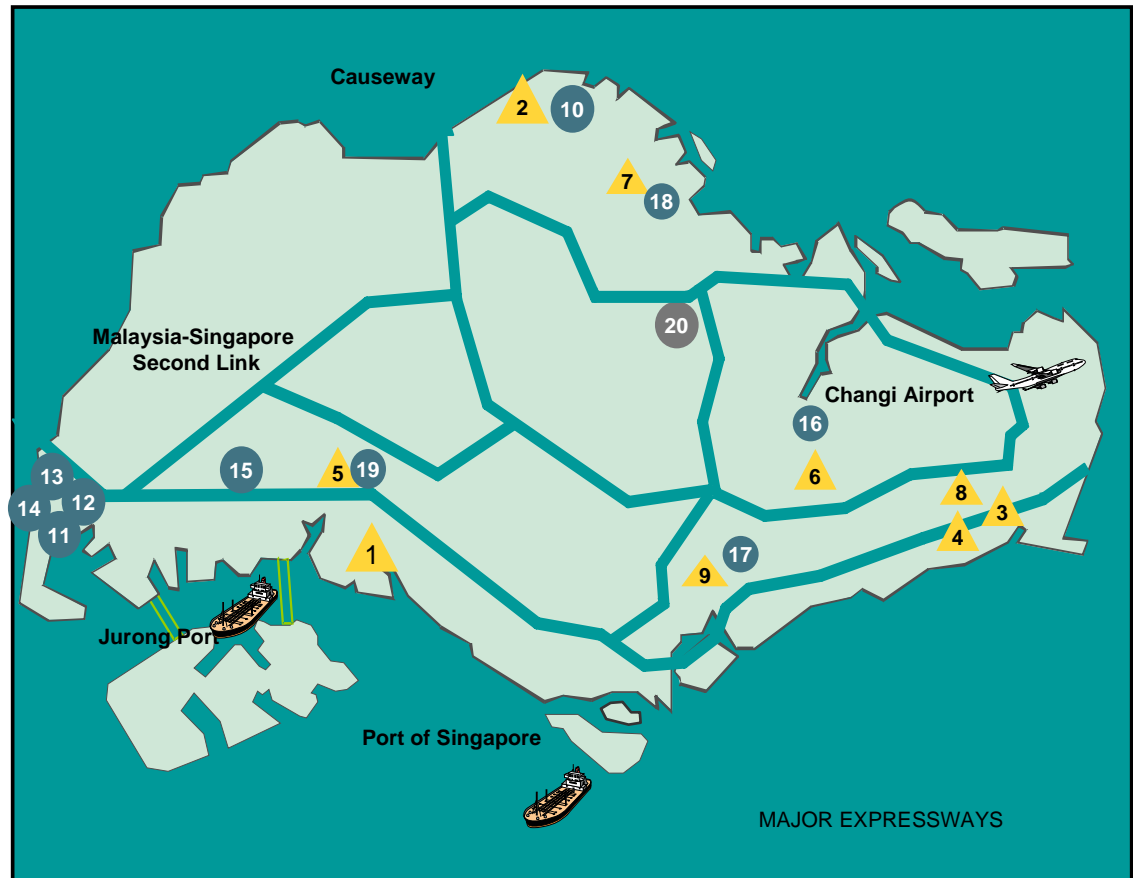 Causeway
2
10
7
18
20
Malaysia-Singapore
Second Link
Changi Airport
16
13
15
5
19
6
14
12
8
3
11
4
1
9
17
Jurong Port
Port of Singapore
MAJOR EXPRESSWAYS